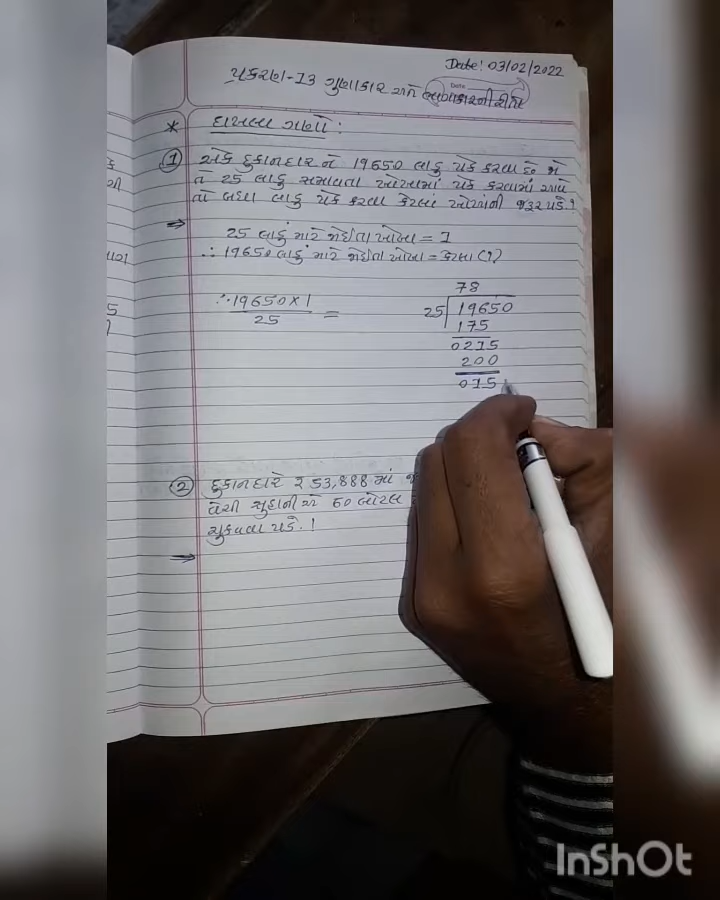 Date: 03/02/2022
પ્રકરણ-13 ગુણાકાર અને ભાગાકારની રીતો
* દાખલા ગણો:
① એક દુકાનદારને 19650 લાડુ પેક કરવા છે જો
તે 25 લાડુ સમાવતા ખોખામાં પેક કરવામાં આવે
તો બધા લાડુ પેક કરવા કેટલા ખોખાંની જરૂર પડે?
⇒ 25 લાડું માટે જોઈતા ખોખા = 1
∴ 19650 લાડું માટે જોઈતા ખોખા = કેટલા (?)
∴ 19650 × 1
25
=
78
25 19650
175
0215
200
015
② દુકાનદારે ₹ 53,888 માં
વેચી 60 બોટલ
ચુકવવા પડે.!
⇒
InShOt